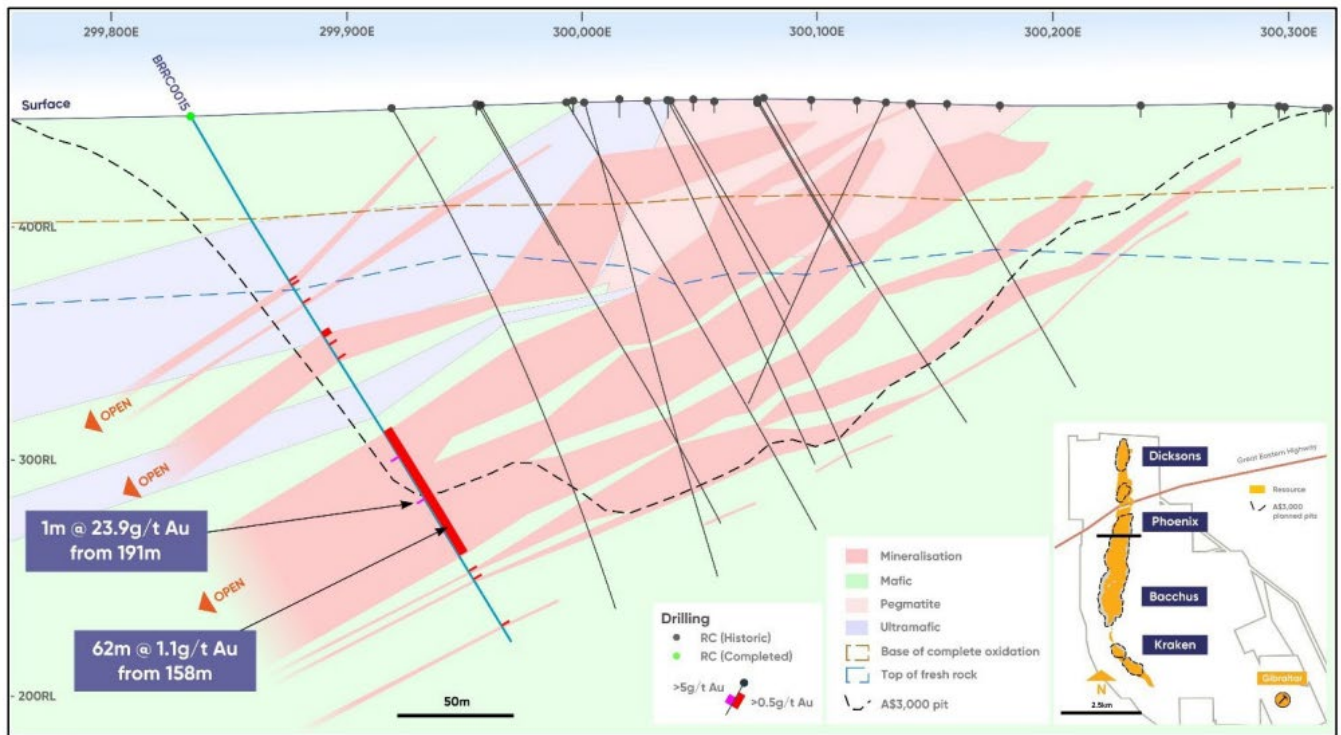 299,800E
299,900E
300,000E
300,100E
300,200E
300,300E
BRRC0015
Surface
- 400RL
- 300RL
- 200RL
OPEN
OPEN
OPEN
1m @ 23.9g/t Au
from 191m
62m @ 1.1g/t Au
from 158m
50m
Drilling
RC (Historic)
RC (Completed)
>5g/t Au
>0.5g/t Au
Mineralisation
Mafic
Pegmatite
Ultramafic
Base of complete oxidation
Top of fresh rock
A$3,000 pit
Dicksons
Great Eastern Highway
Resource
A$3,000
planned pits
Phoenix
Bacchus
Kraken
N
2.5km
Gibraltar